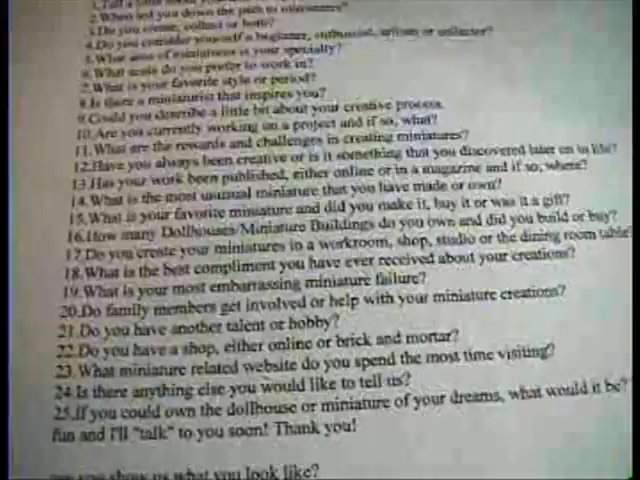 2.When led you down the path to miniatures"
3.Do you create, collect or both?
4.Do you consider yourself a beginner, enthusiast, artisan or collector?
5.What area of miniatures is your specialty?
6.What scale do you prefer to work in?
7.What is your favorite style or period?
8.Is there a miniaturist that inspires you?
9.Could you describe a little bit about your creative process.
10.Are you currently working on a project and if so, what?
11.What are the rewards and challenges in creating miniatures?
12.Have you always been creative or is it something that you discovered later on in life?
13.Has your work been published, either online or in a magazine and if so, where?
14.What is the most unusual miniature that you have made or own?
15.What is your favorite miniature and did you make it, buy it or was it a gift?
16.How many Dollhouses/Miniature Buildings do you own and did you build or buy?
17.Do you create your miniatures in a workroom, shop, studio or the dining room table
18.What is the best compliment you have ever received about your creations?
19.What is your most embarrassing miniature failure?
20.Do family members get involved or help with your miniature creations?
21.Do you have another talent or hobby?
22.Do you have a shop, either online or brick and mortar?
23.What miniature related website do you spend the most time visiting?
24.Is there anything else you would like to tell us?
25.If you could own the dollhouse or miniature of your dreams, what would it be?
fun and I'll "talk" to you soon! Thank you!
you show us what you look like?